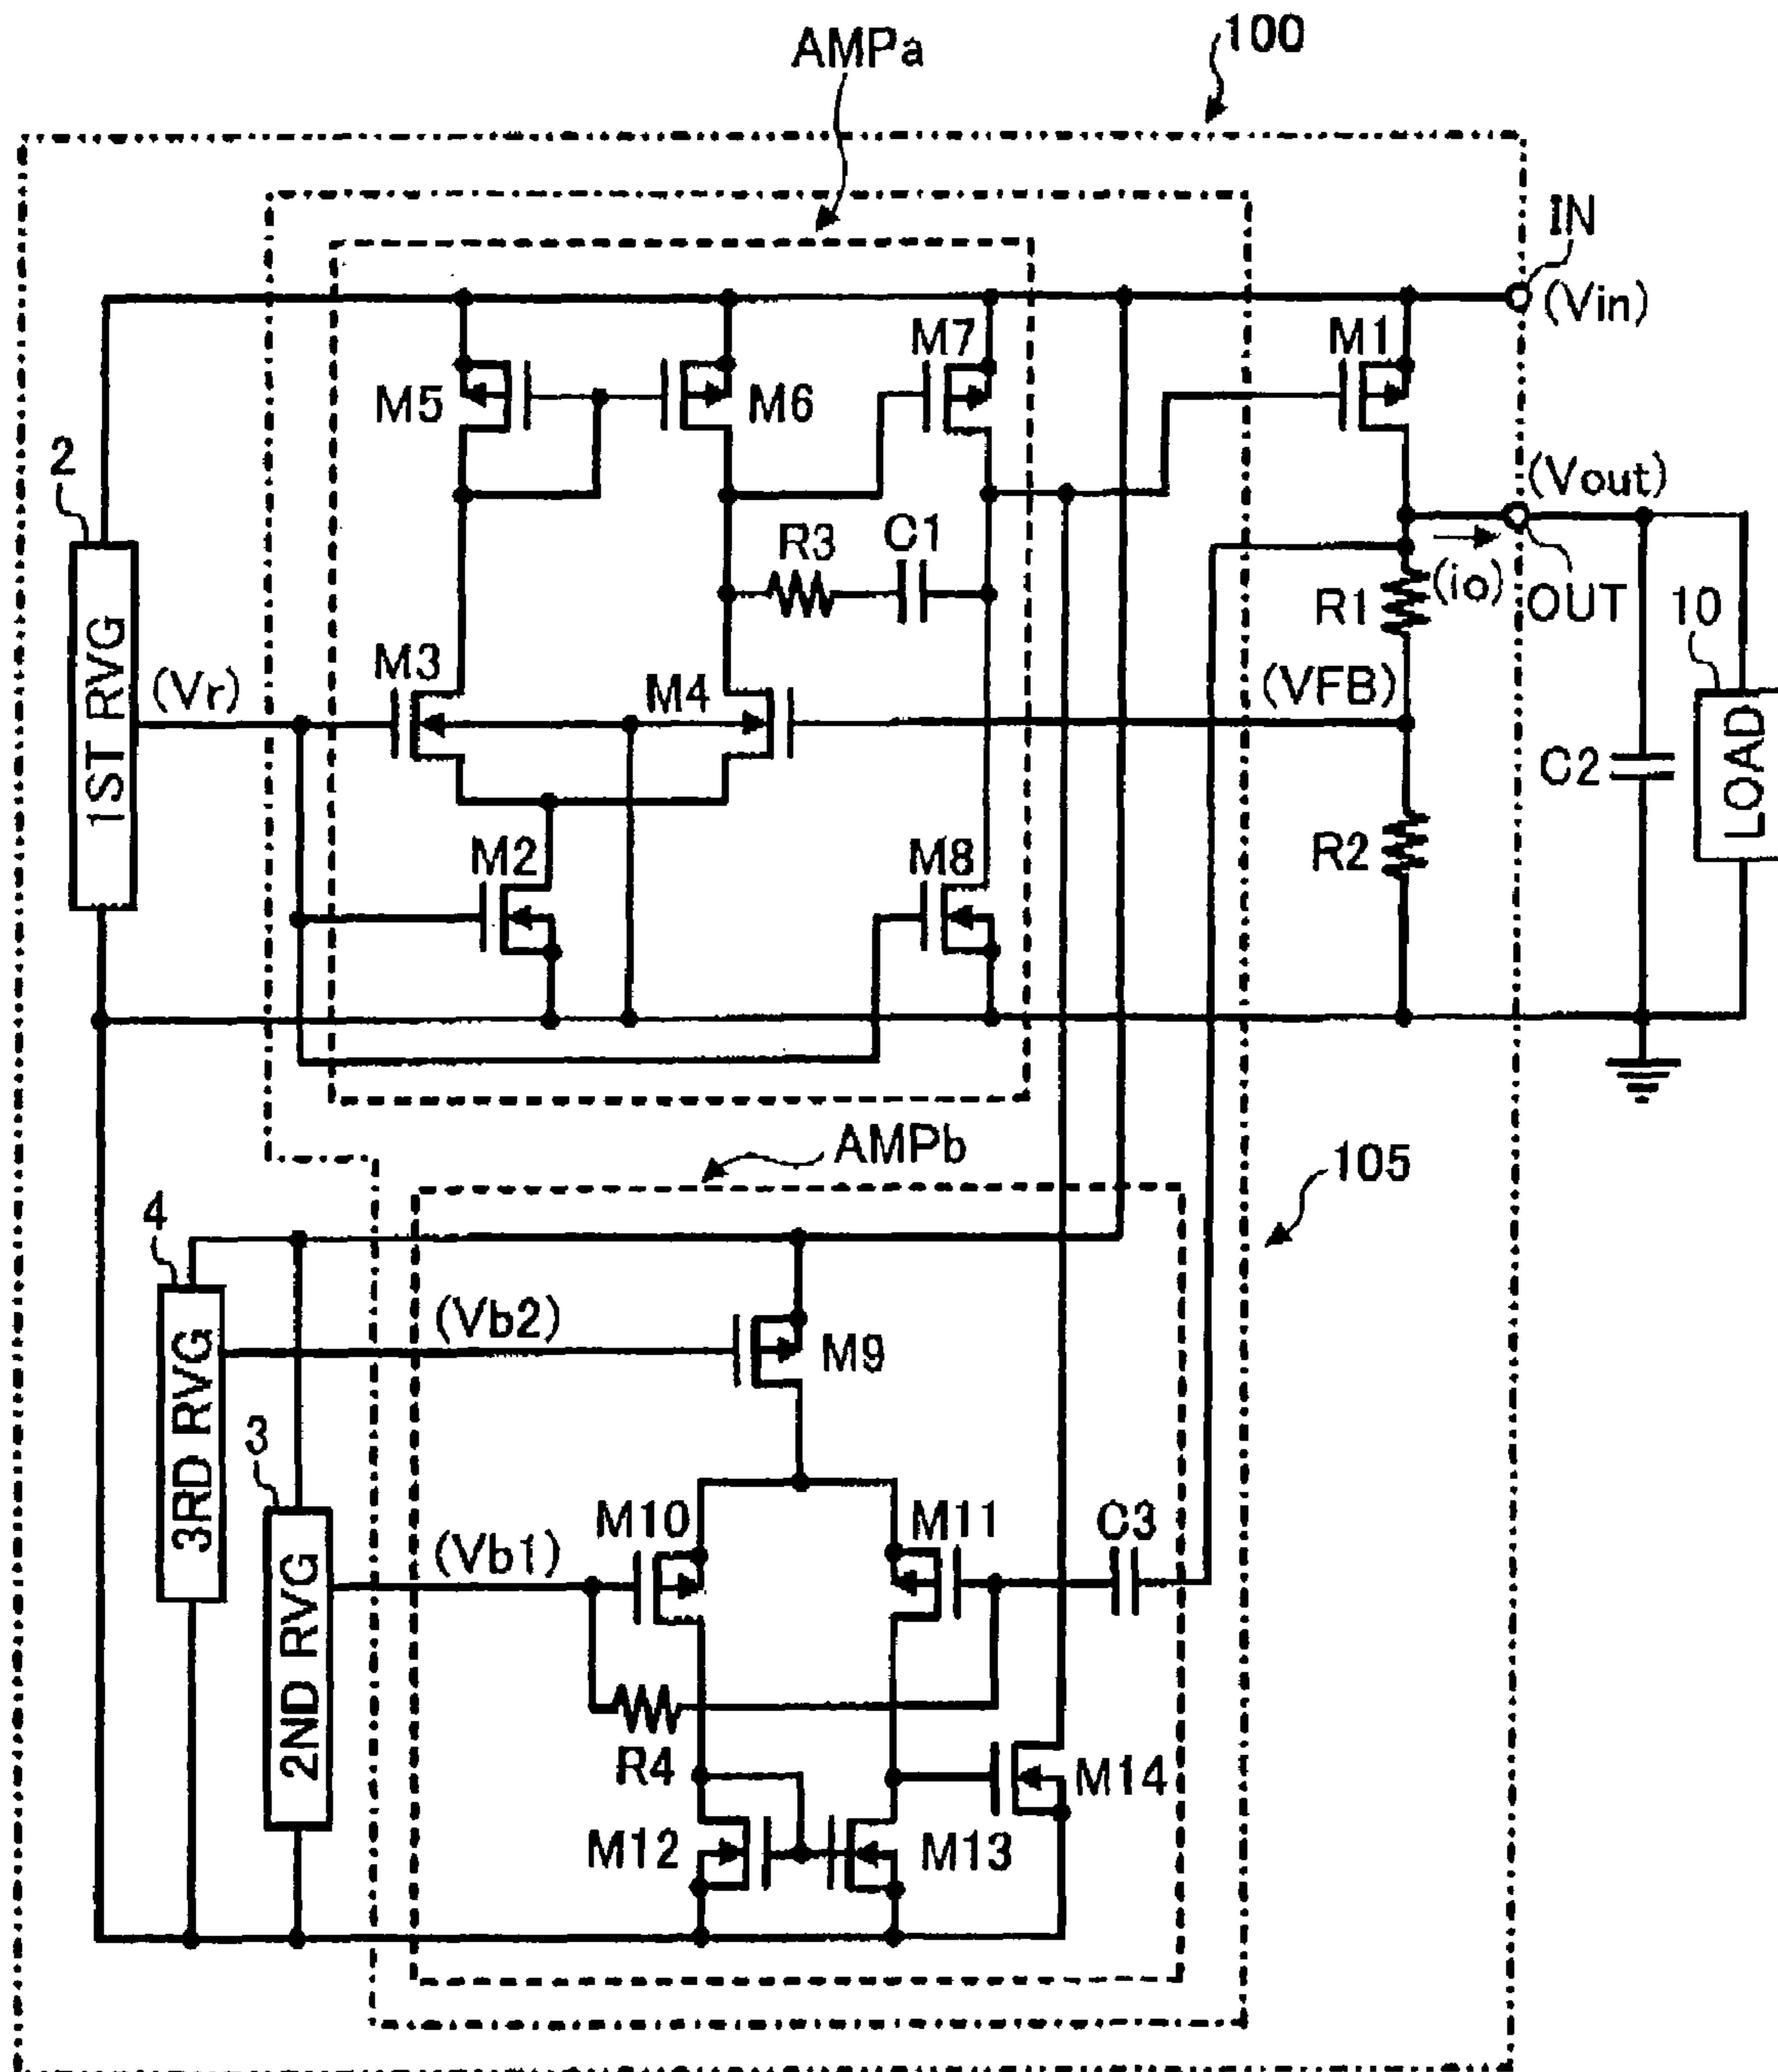 100
AMPa
IN
(Vin)
M7
M1
M5
M6
2
(Vout)
R3
C1
(io)
OUT
R1
10
1ST RVG
(Vr)
M3
M4
(VFB)
LOAD
C2
M2
M8
R2
AMPb
105
4
(Vb2)
M9
3RD RVG
3
M10
M11
C3
(Vb1)
2ND RVG
R4
M14
M12
M13